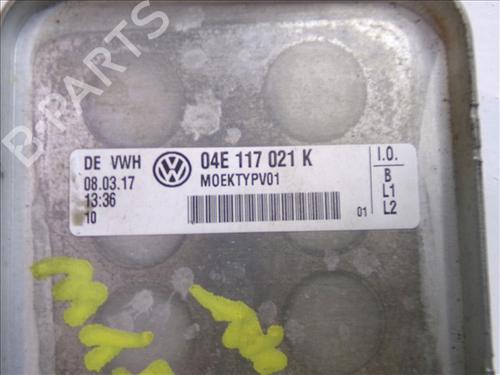 B-PARTS
DE VWH
08.03.17
13:36
10
04E 117 021 K
MOEKTYPV01
01
I.O.
B
L1
L2